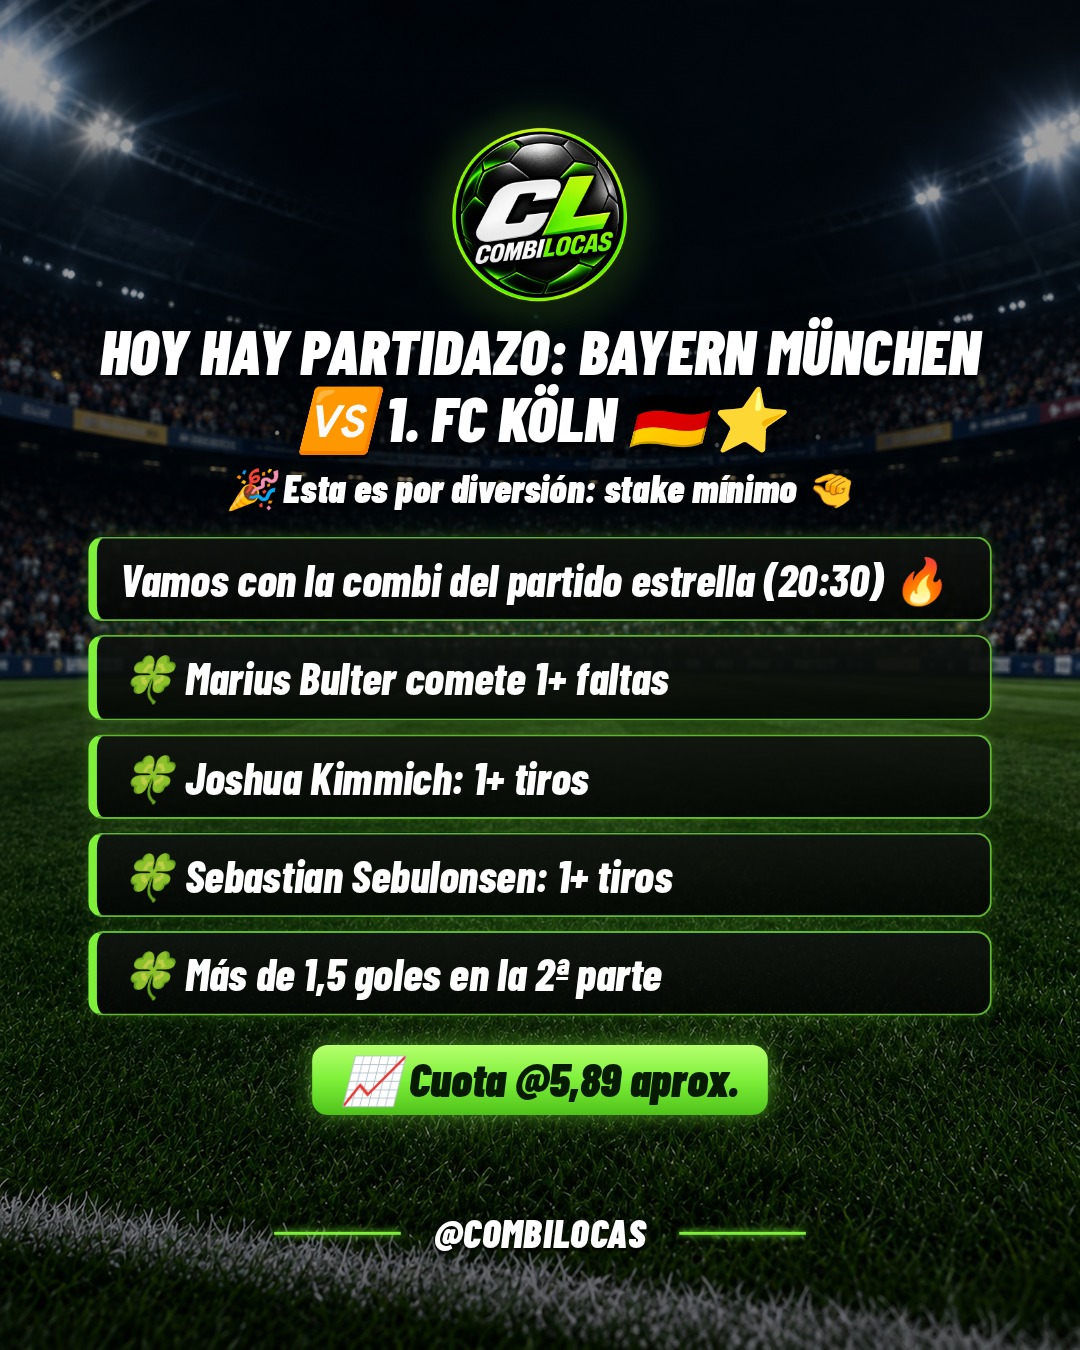 CL
COMBILOCAS
HOY HAY PARTIDAZO: BAYERN MÜNCHEN
🆚 1. FC KÖLN 🇩🇪⭐
🎉 Esta es por diversión: stake mínimo 🤏
Vamos con la combi del partido estrella (20:30) 🔥
🍀 Marius Bulter comete 1+ faltas
🍀 Joshua Kimmich: 1+ tiros
🍀 Sebastian Sebulonsen: 1+ tiros
🍀 Más de 1,5 goles en la 2ª parte
📈 Cuota @5,89 aprox.
@COMBILOCAS